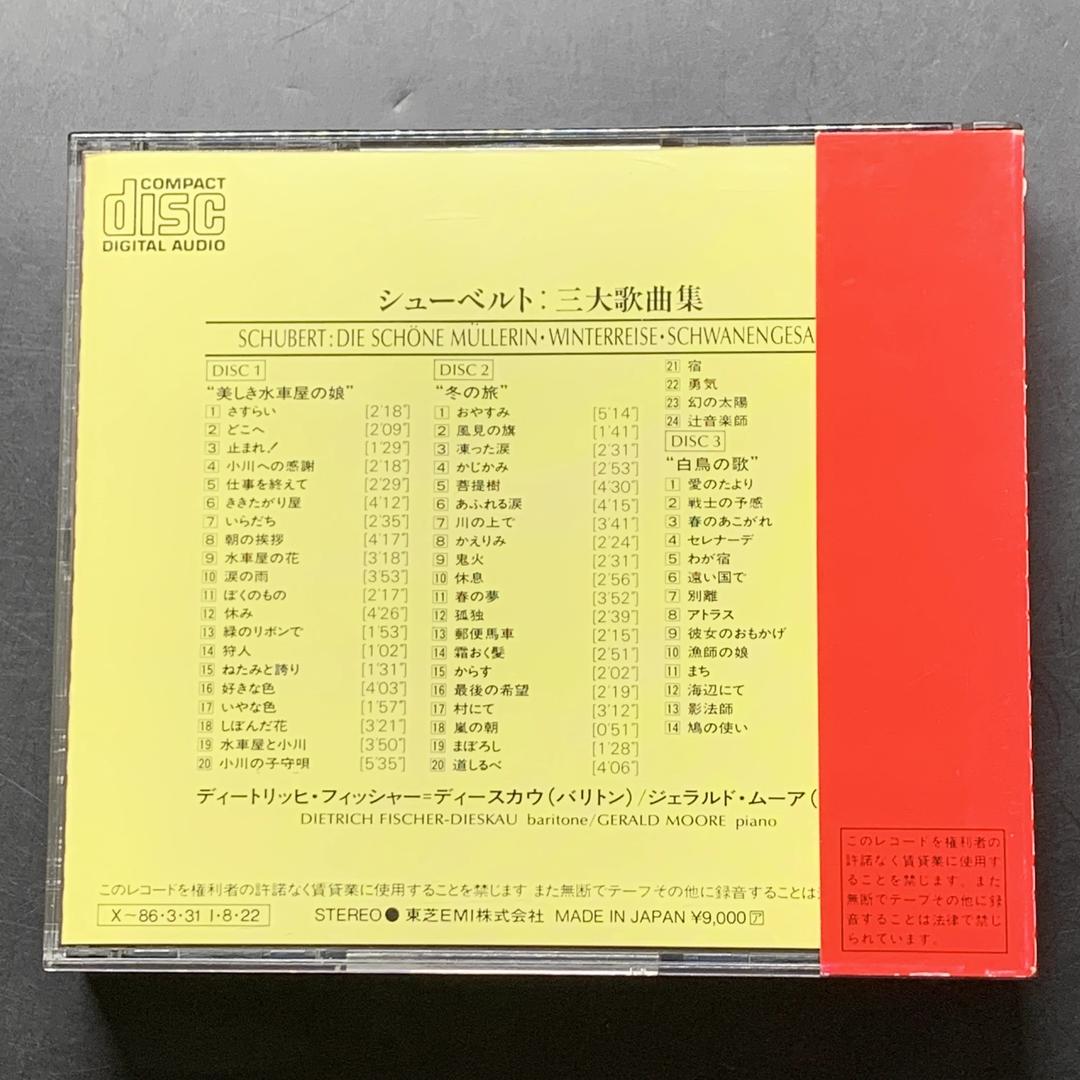 COMPACT
disc
DIGITAL AUDIO
シューベルト：三大歌曲集
SCHUBERT:DIE SCHÖNE MÜLLERIN・WINTERREISE・SCHWANENGESA
DISC 1
“美しき水車屋の娘”
1 さすらい [2'18"]
2 どこへ [2'09"]
3 止まれ! [1'29"]
4 小川への感謝 [2'18"]
5 仕事を終えて [2'29"]
6 ききたがり屋 [4'12"]
7 いらだち [2'35"]
8 朝の挨拶 [4'17"]
9 水車屋の花 [3'18"]
10 涙の雨 [3'53"]
11 ぼくのもの [2'17"]
12 休み [4'26"]
13 緑のリボンで [1'53"]
14 狩人 [1'02"]
15 ねたみと誇り [1'31"]
16 好きな色 [4'03"]
17 いやな色 [1'57"]
18 しぼんだ花 [3'21"]
19 水車屋と小川 [3'50"]
20 小川の子守唄 [5'35"]
DISC 2
“冬の旅”
1 おやすみ [5'14"]
2 風見の旗 [1'41"]
3 凍った涙 [2'31"]
4 かじかみ [2'53"]
5 菩提樹 [4'30"]
6 あふれる涙 [4'15"]
7 川の上で [3'41"]
8 かえりみ [2'24"]
9 鬼火 [2'31"]
10 休息 [2'56"]
11 春の夢 [3'52"]
12 孤独 [2'39"]
13 郵便馬車 [2'15"]
14 霜おく髪 [2'51"]
15 からす [2'02"]
16 最後の希望 [2'19"]
17 村にて [3'12"]
18 嵐の朝 [0'51"]
19 まぼろし [1'28"]
20 道しるべ [4'06"]
21 宿
22 勇気
23 幻の太陽
24 辻音楽師
DISC 3
“白鳥の歌”
1 愛のたより
2 戦士の予感
3 春のあこがれ
4 セレナーデ
5 わが宿
6 遠い国で
7 別離
8 アトラス
9 彼女のおもかげ
10 漁師の娘
11 まち
12 海辺にて
13 影法師
14 鳩の使い
ディートリッヒ・フィッシャー=ディースカウ(バリトン)/ジェラルド・ムーア(
DIETRICH FISCHER-DIESKAU baritone/GERALD MOORE piano
このレコードを権利者の許諾なく賃貸業に使用することを禁じます また無断でテープその他に録音することは
X～86・3・31 I・8・22
STEREO● 東芝EMI株式会社 MADE IN JAPAN ¥9,000ア
このレコードを権利者の
許諾なく賃貸業に使用す
ることを禁じます。また
無断でテープその他に録
音することは法律で禁じ
られています。